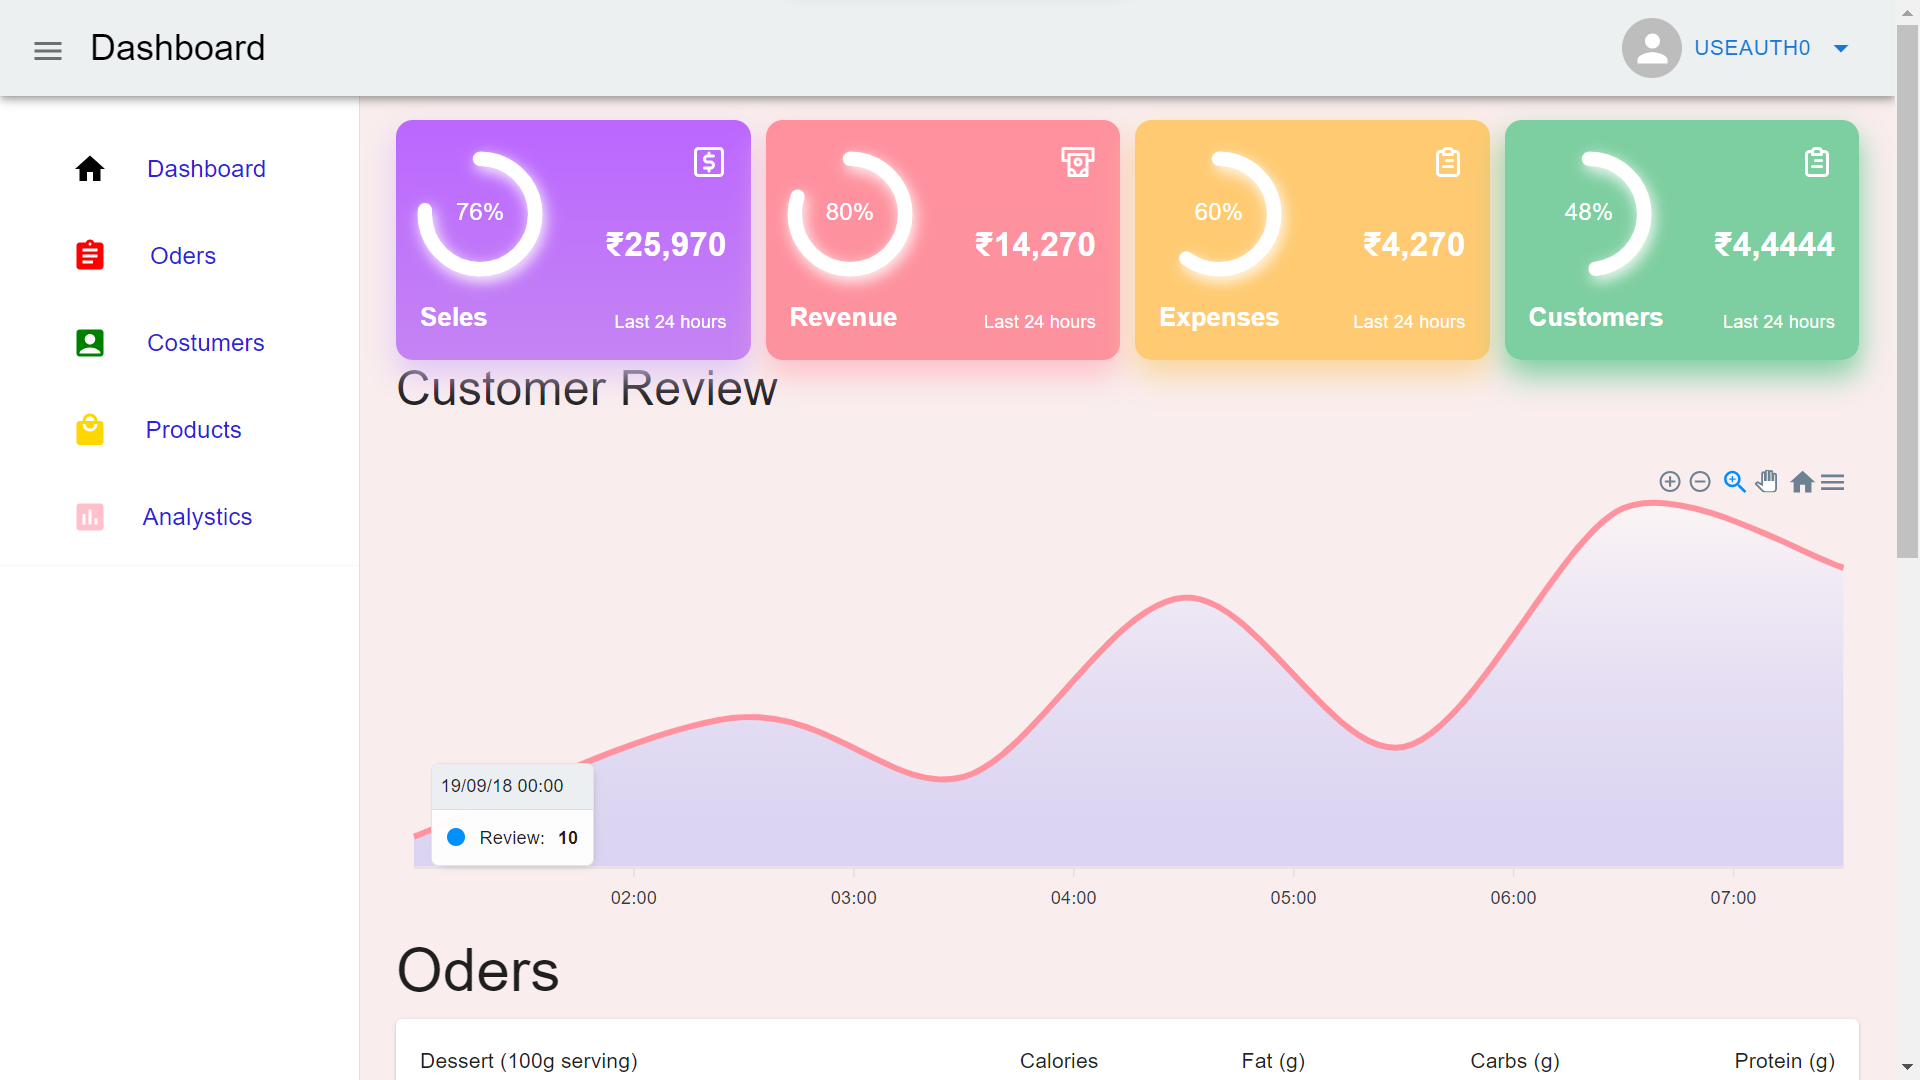 Dashboard
USEAUTH0
Dashboard
Oders
Costumers
Products
Analystics
76%
₹25,970
Seles
Last 24 hours
80%
₹14,270
Revenue
Last 24 hours
60%
₹4,270
Expenses
Last 24 hours
48%
₹4,4444
Customers
Last 24 hours
Customer Review
19/09/18 00:00
Review: 10
02:00 03:00 04:00 05:00 06:00 07:00
Oders
Dessert (100g serving) Calories Fat (g) Carbs (g) Protein (g)